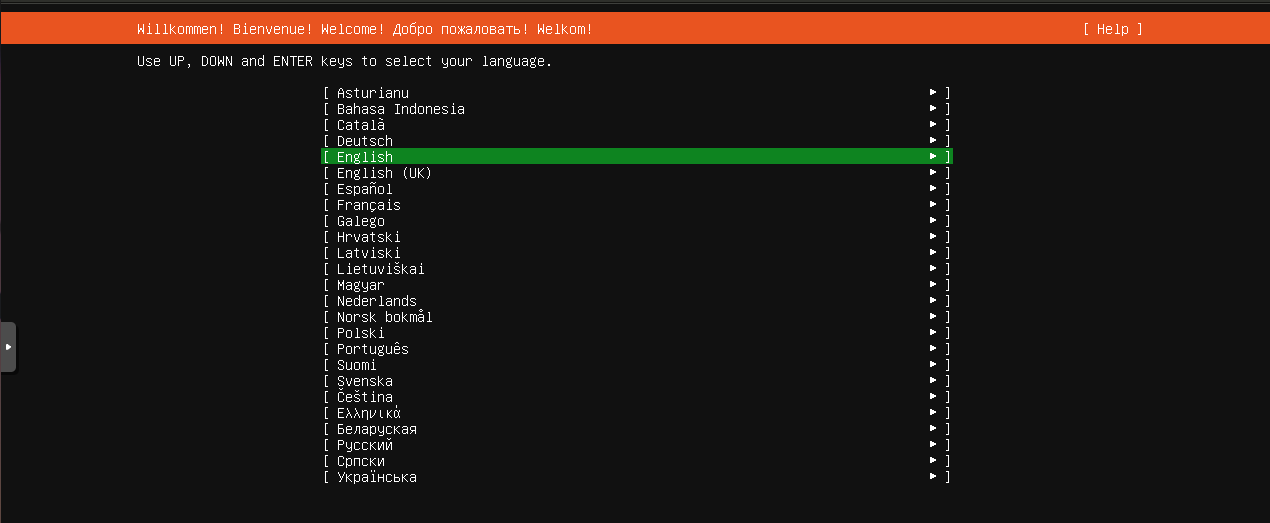 Willkommen! Bienvenue! Welcome! Добро пожаловать! Welkom! [ Help ]
Use UP, DOWN and ENTER keys to select your language.
[ Asturianu ► ]
[ Bahasa Indonesia ► ]
[ Català ► ]
[ Deutsch ► ]
[ English ► ]
[ English (UK) ► ]
[ Español ► ]
[ Français ► ]
[ Galego ► ]
[ Hrvatski ► ]
[ Latviski ► ]
[ Lietuviškai ► ]
[ Magyar ► ]
[ Nederlands ► ]
[ Norsk bokmål ► ]
[ Polski ► ]
[ Português ► ]
[ Suomi ► ]
[ Svenska ► ]
[ Čeština ► ]
[ Ελληνικά ► ]
[ Беларуская ► ]
[ Русский ► ]
[ Српски ► ]
[ Українська ► ]